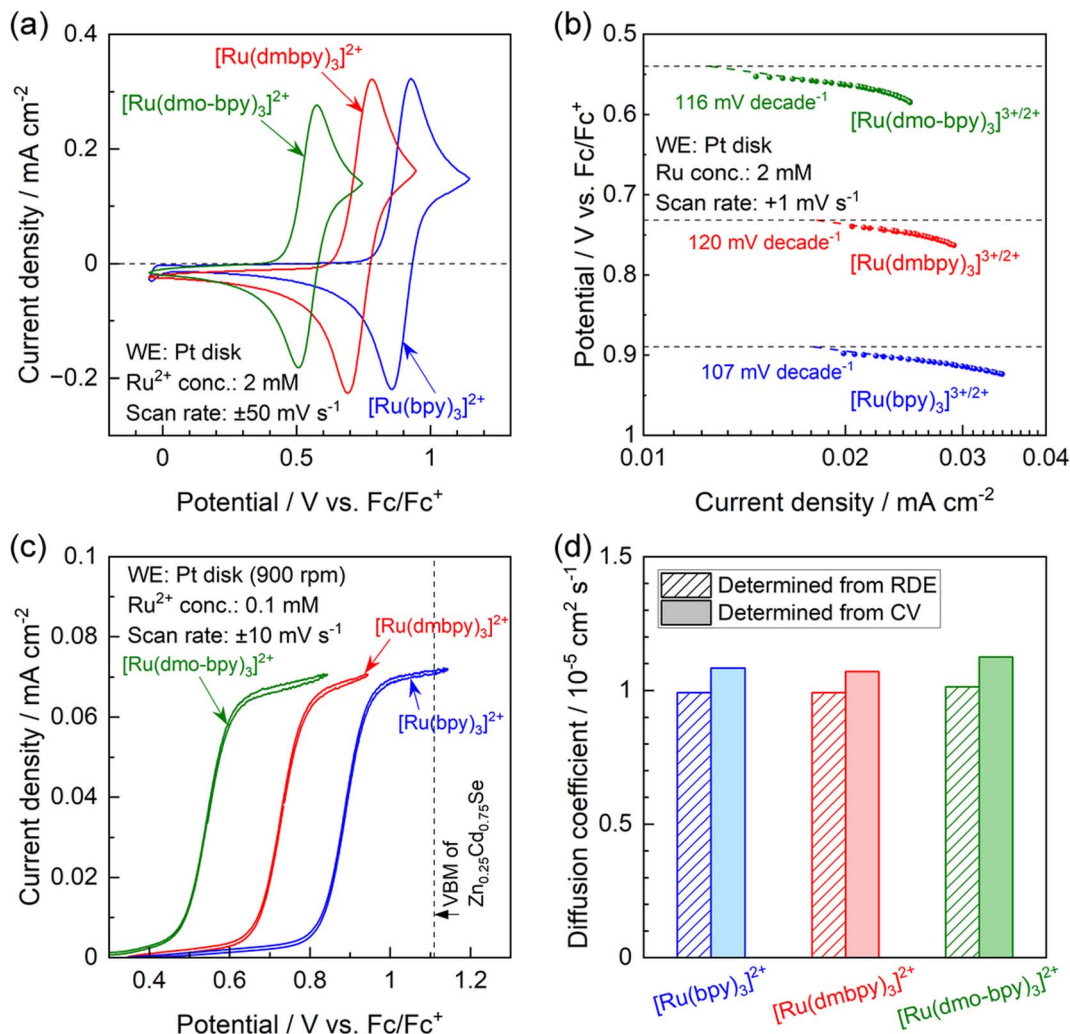 (a)
0.4
0.2
0
−0.2
Current density / mA cm⁻²
[Ru(dmbpy)₃]²⁺
[Ru(dmo-bpy)₃]²⁺
WE: Pt disk
Ru²⁺ conc.: 2 mM
Scan rate: ±50 mV s⁻¹
[Ru(bpy)₃]²⁺
0 0.5 1
Potential / V vs. Fc/Fc⁺
(b)
0.5
0.6
0.7
0.8
0.9
1
Potential / V vs. Fc/Fc⁺
116 mV decade⁻¹
[Ru(dmo-bpy)₃]³⁺/²⁺
WE: Pt disk
Ru conc.: 2 mM
Scan rate: +1 mV s⁻¹
120 mV decade⁻¹
[Ru(dmbpy)₃]³⁺/²⁺
107 mV decade⁻¹
[Ru(bpy)₃]³⁺/²⁺
0.01 0.02 0.03 0.04
Current density / mA cm⁻²
(c)
0.1
0.08
0.06
0.04
0.02
0
Current density / mA cm⁻²
WE: Pt disk (900 rpm)
Ru²⁺ conc.: 0.1 mM
Scan rate: ±10 mV s⁻¹
[Ru(dmbpy)₃]²⁺
[Ru(dmo-bpy)₃]²⁺
[Ru(bpy)₃]²⁺
VBM of
Zn₀.₂₅Cd₀.₇₅Se
0.4 0.6 0.8 1 1.2
Potential / V vs. Fc/Fc⁺
(d)
1.5
1
0.5
0
Diffusion coefficient / 10⁻⁵ cm² s⁻¹
Determined from RDE
Determined from CV
[Ru(bpy)₃]²⁺
[Ru(dmbpy)₃]²⁺
[Ru(dmo-bpy)₃]²⁺